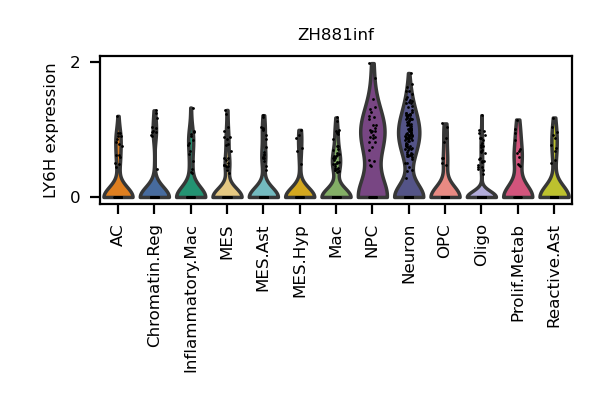 ZH881inf
LY6H expression
2
0
AC
Chromatin.Reg
Inflammatory.Mac
MES
MES.Ast
MES.Hyp
Mac
NPC
Neuron
OPC
Oligo
Prolif.Metab
Reactive.Ast